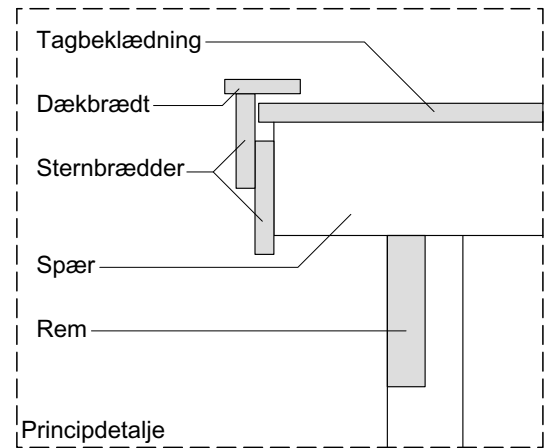 Tagbeklædning
Dækbrædt
Sternbrædder
Spær
Rem
Principdetalje